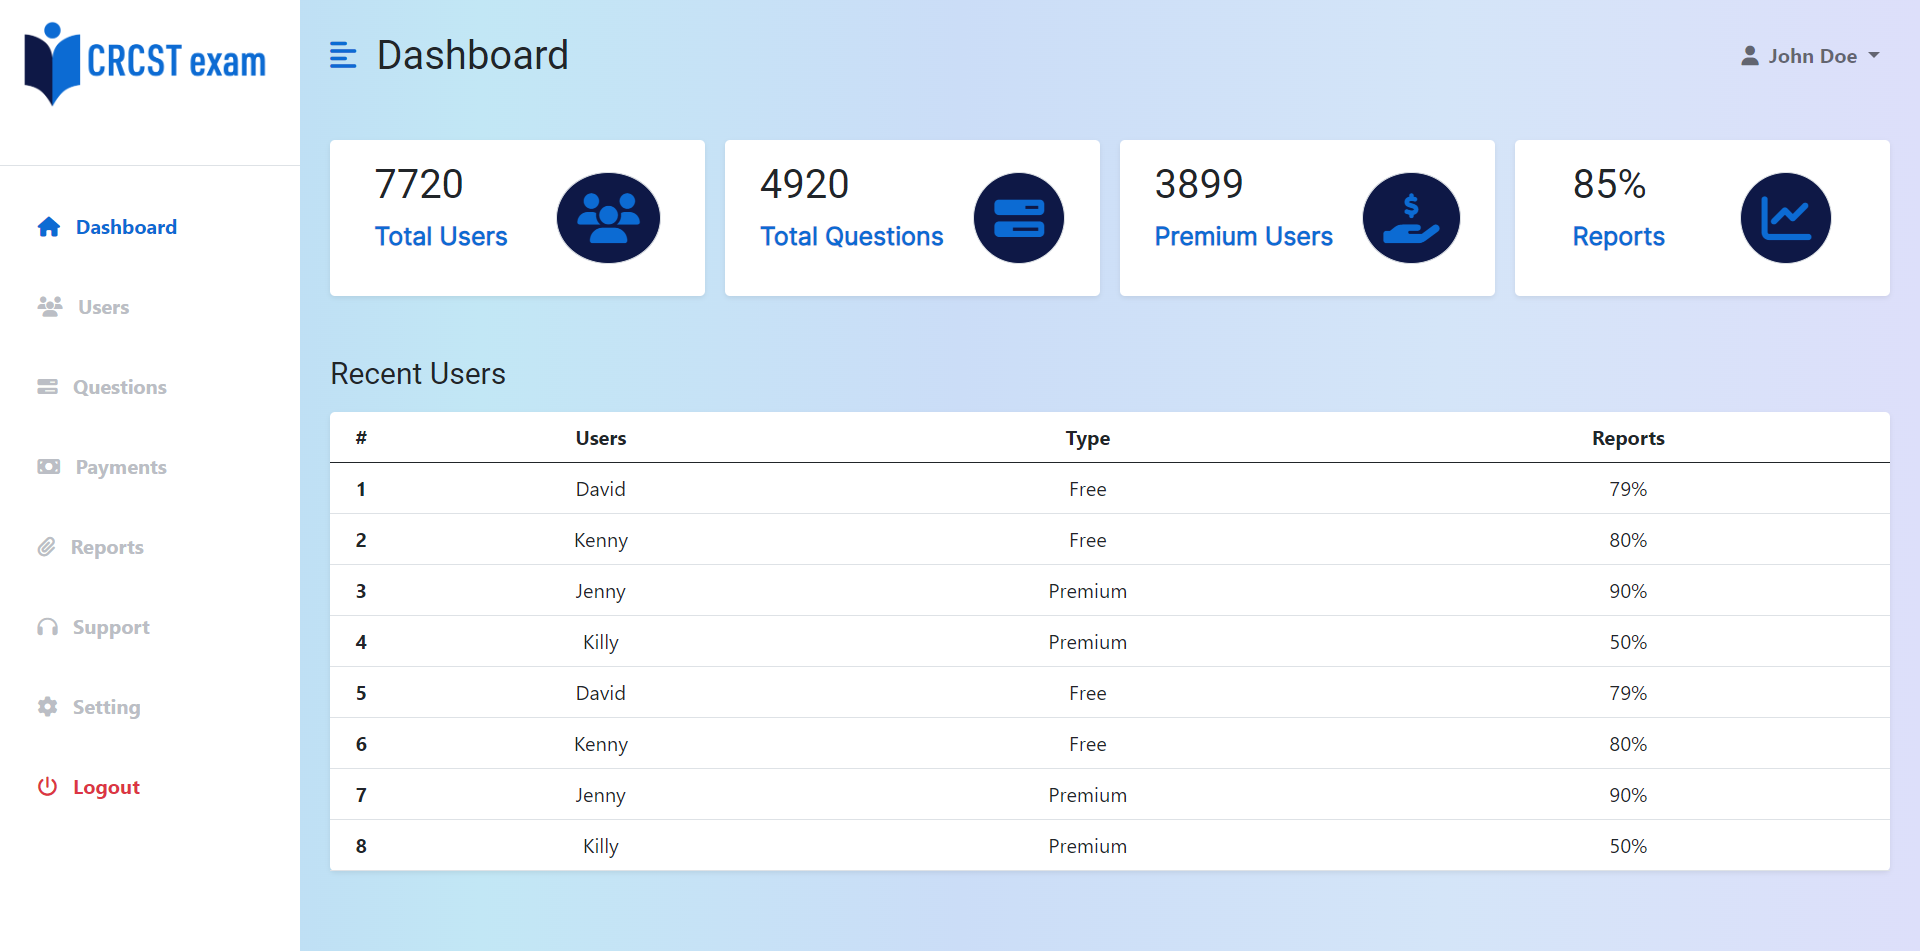 CRCST exam
Dashboard
John Doe
Dashboard
Users
Questions
Payments
Reports
Support
Setting
Logout
7720
Total Users
4920
Total Questions
$
3899
Premium Users
85%
Reports
Recent Users
# Users Type Reports
1 David Free 79%
2 Kenny Free 80%
3 Jenny Premium 90%
4 Killy Premium 50%
5 David Free 79%
6 Kenny Free 80%
7 Jenny Premium 90%
8 Killy Premium 50%